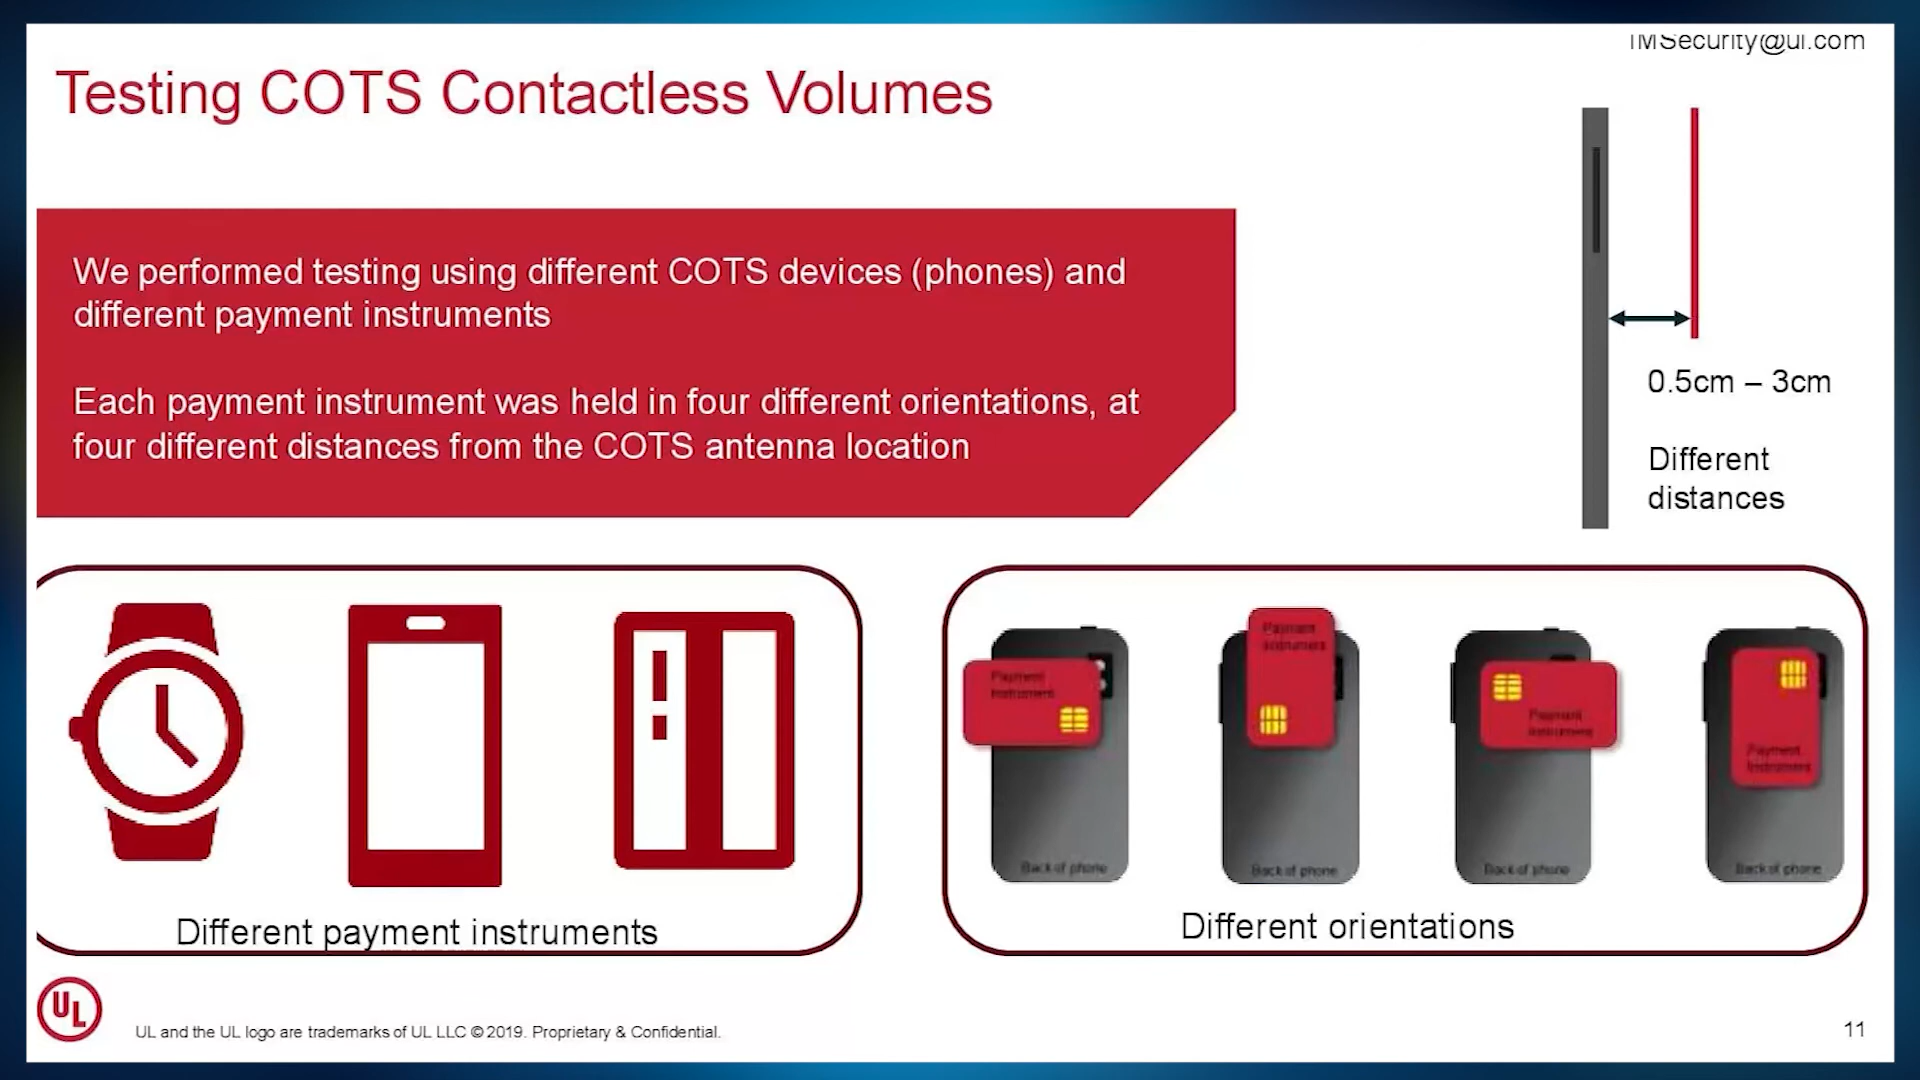 IMSecurity@ul.com
Testing COTS Contactless Volumes
We performed testing using different COTS devices (phones) and
different payment instruments
Each payment instrument was held in four different orientations, at
four different distances from the COTS antenna location
0.5cm – 3cm
Different
distances
Different payment instruments
Payment
Instrument
Back of phone
Payment
Instrument
Back of phone
Payment
Instrument
Back of phone
Payment
Instrument
Back of phone
Different orientations
UL
UL and the UL logo are trademarks of UL LLC © 2019. Proprietary & Confidential.
11